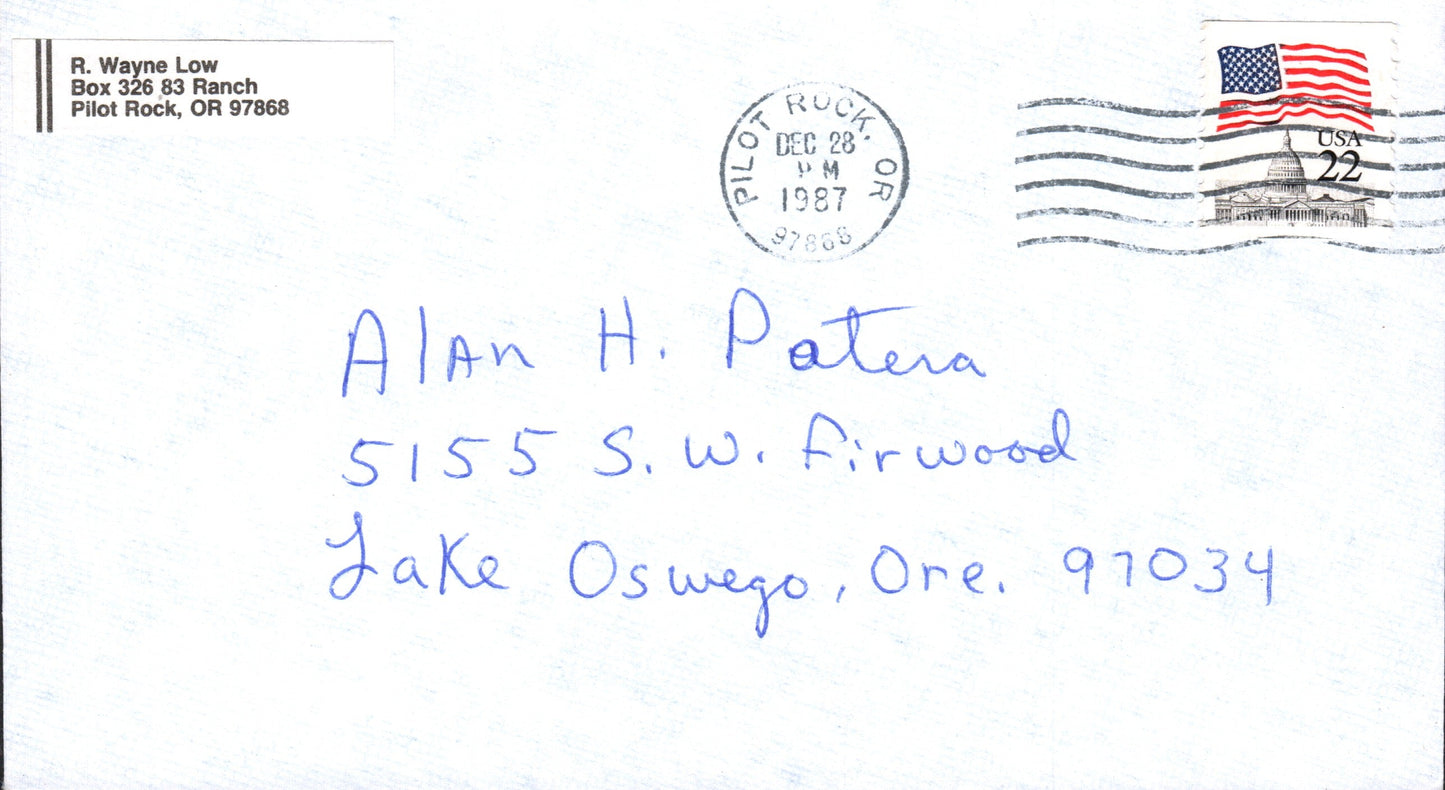 R. Wayne Low
Box 326 83 Ranch
Pilot Rock, OR 97868
PILOT ROCK, OR
DEC 28
PM
1987
97868
USA
22
Alan H. Patera
5155 S.W. Firwood
Lake Oswego, Ore. 97034